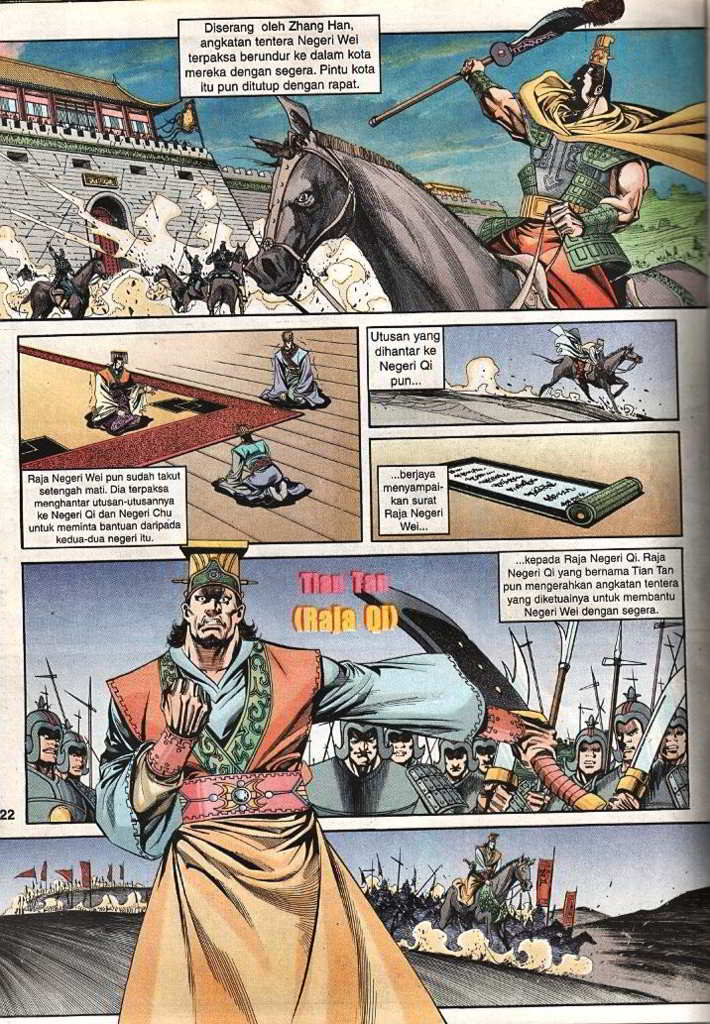 Diserang oleh Zhang Han,
angkatan tentera Negeri Wei
terpaksa berundur ke dalam kota
mereka dengan segera. Pintu kota
itu pun ditutup dengan rapat.
Raja Negeri Wei pun sudah takut
setengah mati. Dia terpaksa
menghantar utusan-utusannya
ke Negeri Qi dan Negeri Chu
untuk meminta bantuan daripada
kedua-dua negeri itu.
Utusan yang
dihantar ke
Negeri Qi
pun...
...berjaya
menyampai-
kan surat
Raja Negeri
Wei...
...kepada Raja Negeri Qi. Raja
Negeri Qi yang bernama Tian Tan
pun mengerahkan angkatan tentera
yang diketuainya untuk membantu
Negeri Wei dengan segera.
Tian Tan
(Raja Qi)
22